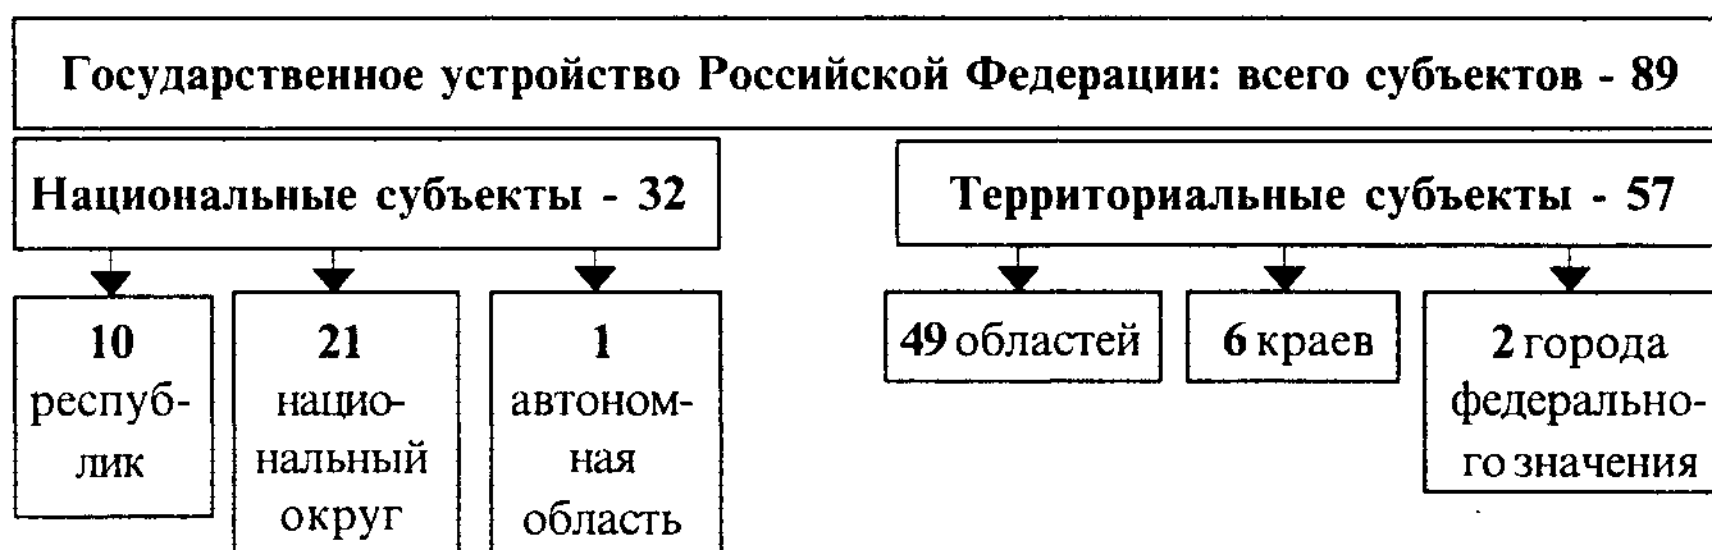 Государственное устройство Российской Федерации: всего субъектов - 89
Национальные субъекты - 32
Территориальные субъекты - 57
10
респуб-
лик
21
нацио-
нальный
округ
1
автоном-
ная
область
49 областей
6 краев
2 города
федерально-
го значения